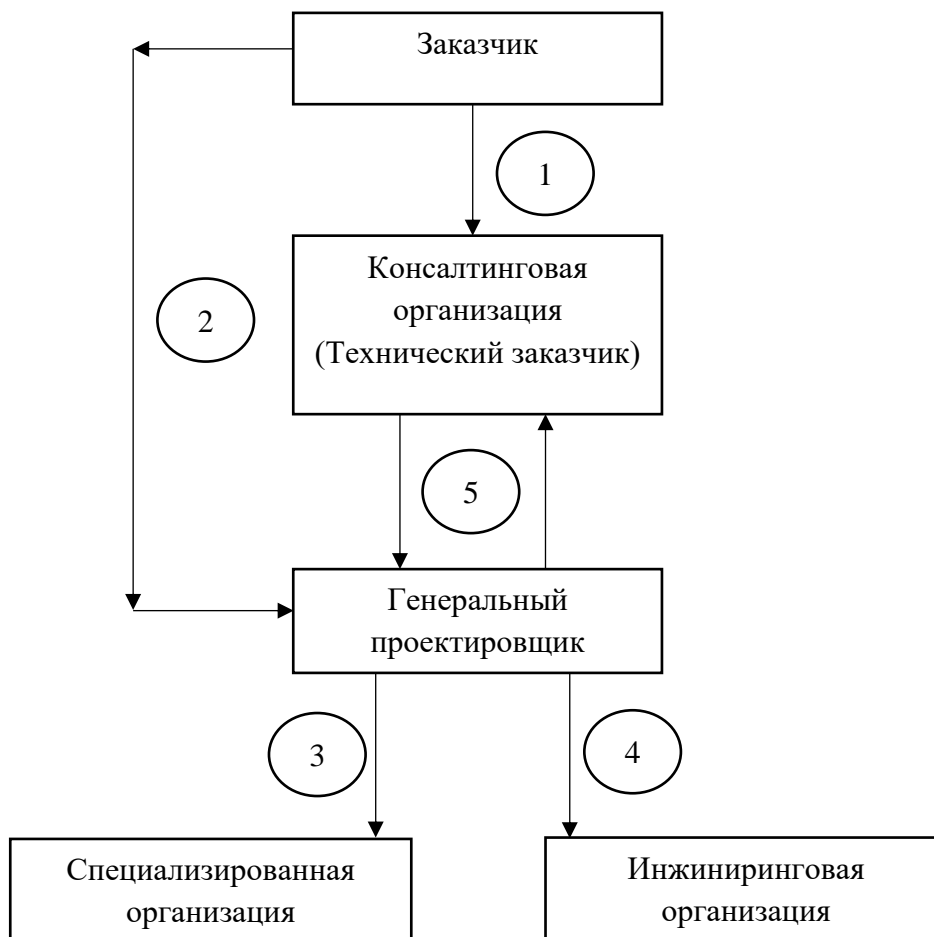 Заказчик
1
Консалтинговая
организация
(Технический заказчик)
2
5
Генеральный
проектировщик
3
4
Специализированная
организация
Инжиниринговая
организация